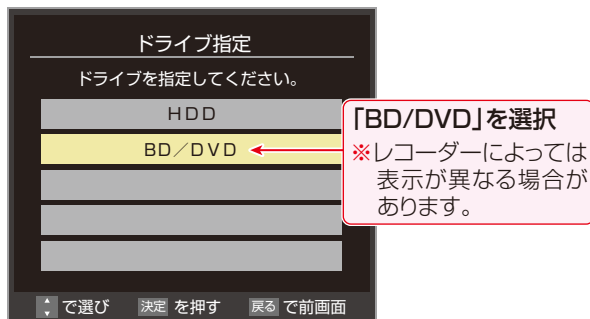 ドライブ指定
ドライブを指定してください。
HDD
BD／DVD
「BD/DVD」を選択
※レコーダーによっては
表示が異なる場合が
あります。
で選び 決定 を押す 戻る で前画面